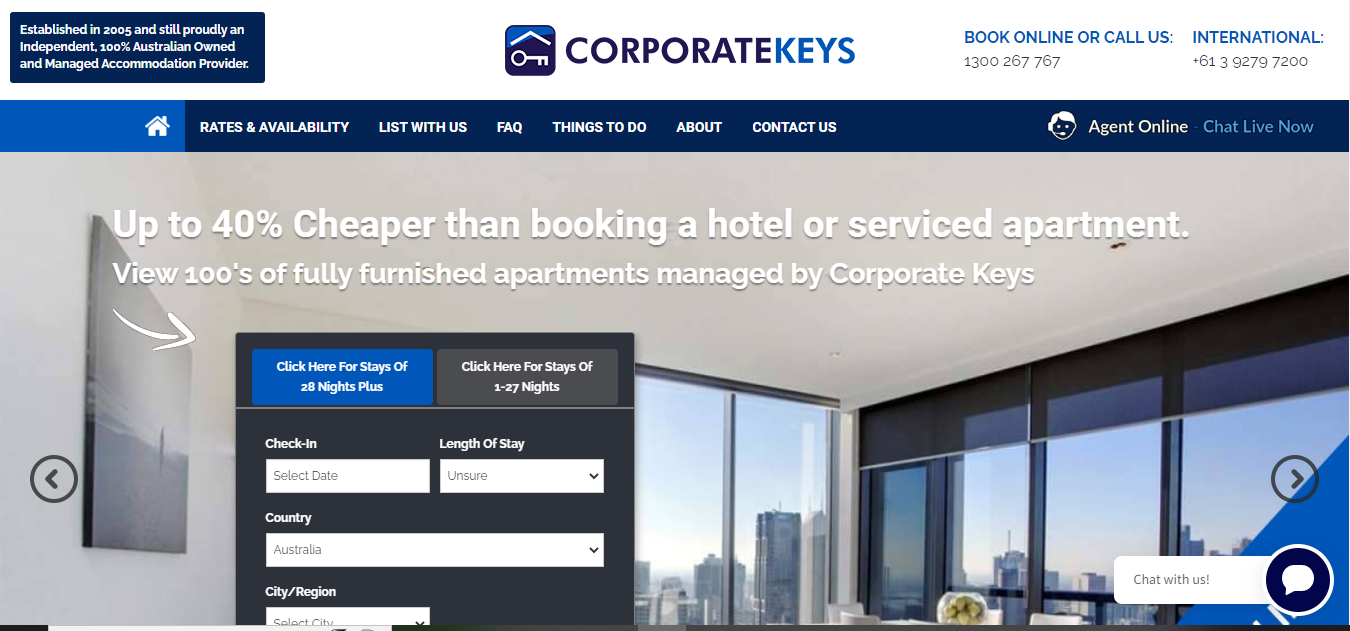 Established in 2005 and still proudly an
Independent, 100% Australian Owned
and Managed Accommodation Provider.
CORPORATEKEYS
BOOK ONLINE OR CALL US:
1300 267 767
INTERNATIONAL:
+61 3 9279 7200
RATES & AVAILABILITY
LIST WITH US
FAQ
THINGS TO DO
ABOUT
CONTACT US
Agent Online - Chat Live Now
Up to 40% Cheaper than booking a hotel or serviced apartment.
View 100's of fully furnished apartments managed by Corporate Keys
Click Here For Stays Of
28 Nights Plus
Click Here For Stays Of
1-27 Nights
Check-In
Length Of Stay
Select Date
Unsure
Country
Australia
City/Region
Select City
Chat with us!